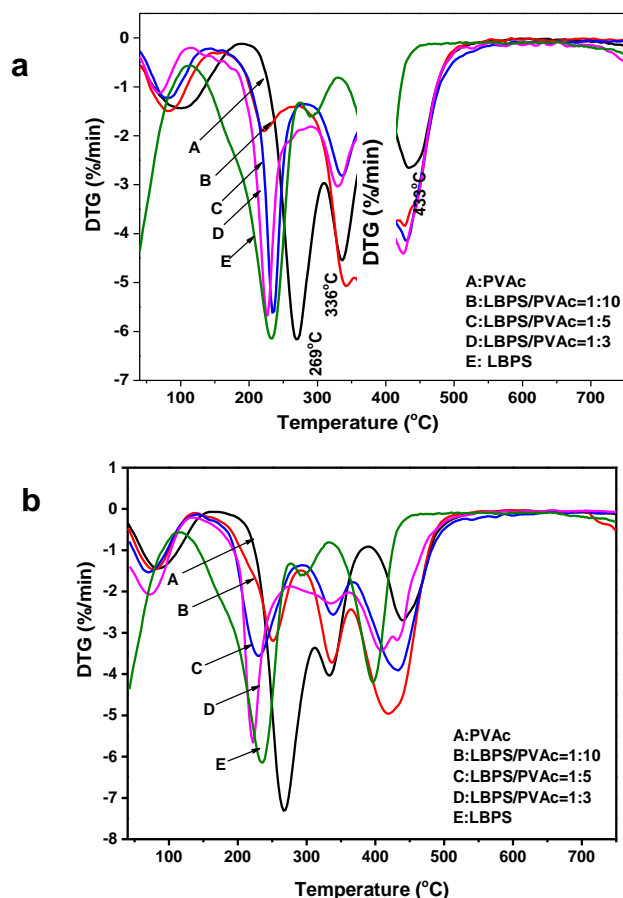 a
DTG (%/min)
0
-1
-2
-3
-4
-5
-6
-7
100
200
300
400
500
600
700
Temperature (°C)
A
B
C
D
E
269°C
336°C
DTG (%/min)
433°C
A:PVAc
B:LBPS/PVAc=1:10
C:LBPS/PVAc=1:5
D:LBPS/PVAc=1:3
E: LBPS
b
DTG (%/min)
0
-1
-2
-3
-4
-5
-6
-7
-8
100
200
300
400
500
600
700
Temperature (°C)
A
B
C
D
E
A:PVAc
B:LBPS/PVAc=1:10
C:LBPS/PVAc=1:5
D:LBPS/PVAc=1:3
E:LBPS